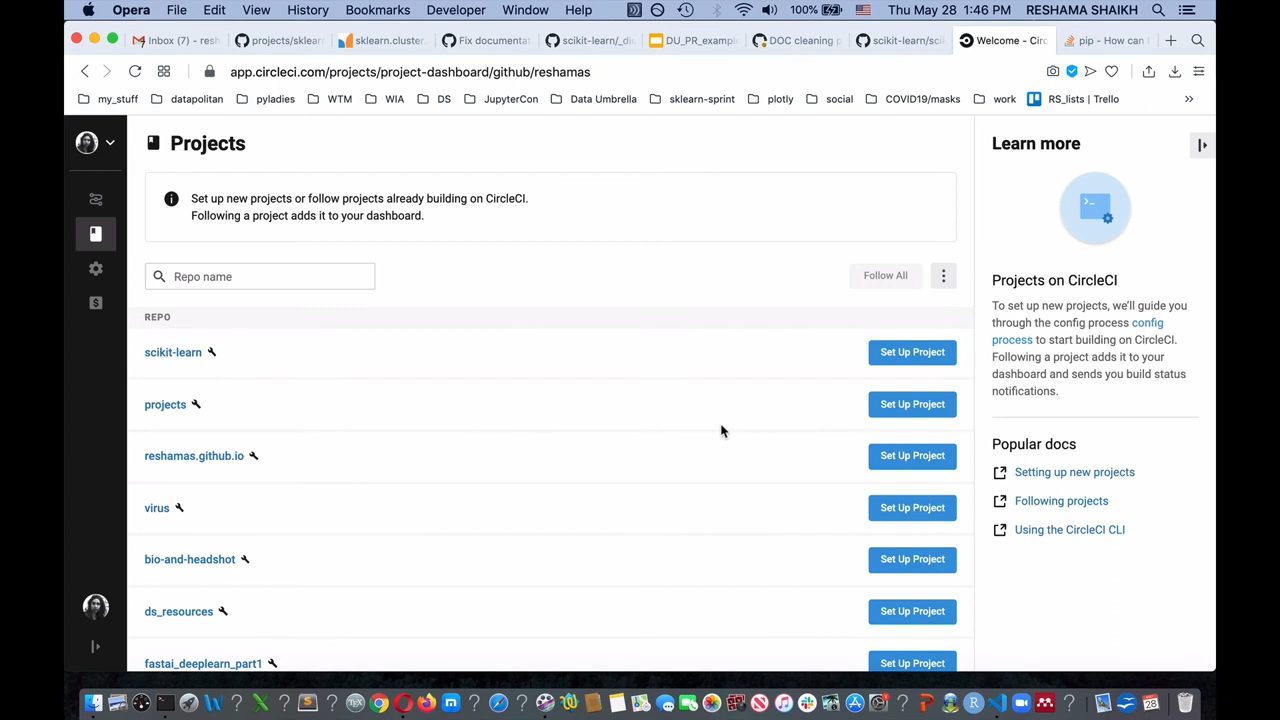 Opera File Edit View History Bookmarks Developer Window Help 100% Thu May 28 1:46 PM RESHAMA SHAIKH
Inbox (7) - resh projects/sklearn sklearn.cluster. Fix documentat scikit-learn/_dic DU_PR_example DOC cleaning p scikit-learn/sci Welcome - Circ pip - How can I
app.circleci.com/projects/project-dashboard/github/reshamas
my_stuff datapolitan pyladies WTM WIA DS JupyterCon Data Umbrella sklearn-sprint plotly social COVID19/masks work RS_lists | Trello »
Projects
Set up new projects or follow projects already building on CircleCI.
Following a project adds it to your dashboard.
Repo name
Follow All
REPO
scikit-learn Set Up Project
projects Set Up Project
reshamas.github.io Set Up Project
virus Set Up Project
bio-and-headshot Set Up Project
ds_resources Set Up Project
fastai_deeplearn_part1 Set Up Project
Learn more
Projects on CircleCI
To set up new projects, we'll guide you
through the config process config
process to start building on CircleCI.
Following a project adds it to your
dashboard and sends you build status
notifications.
Popular docs
Setting up new projects
Following projects
Using the CircleCI CLI